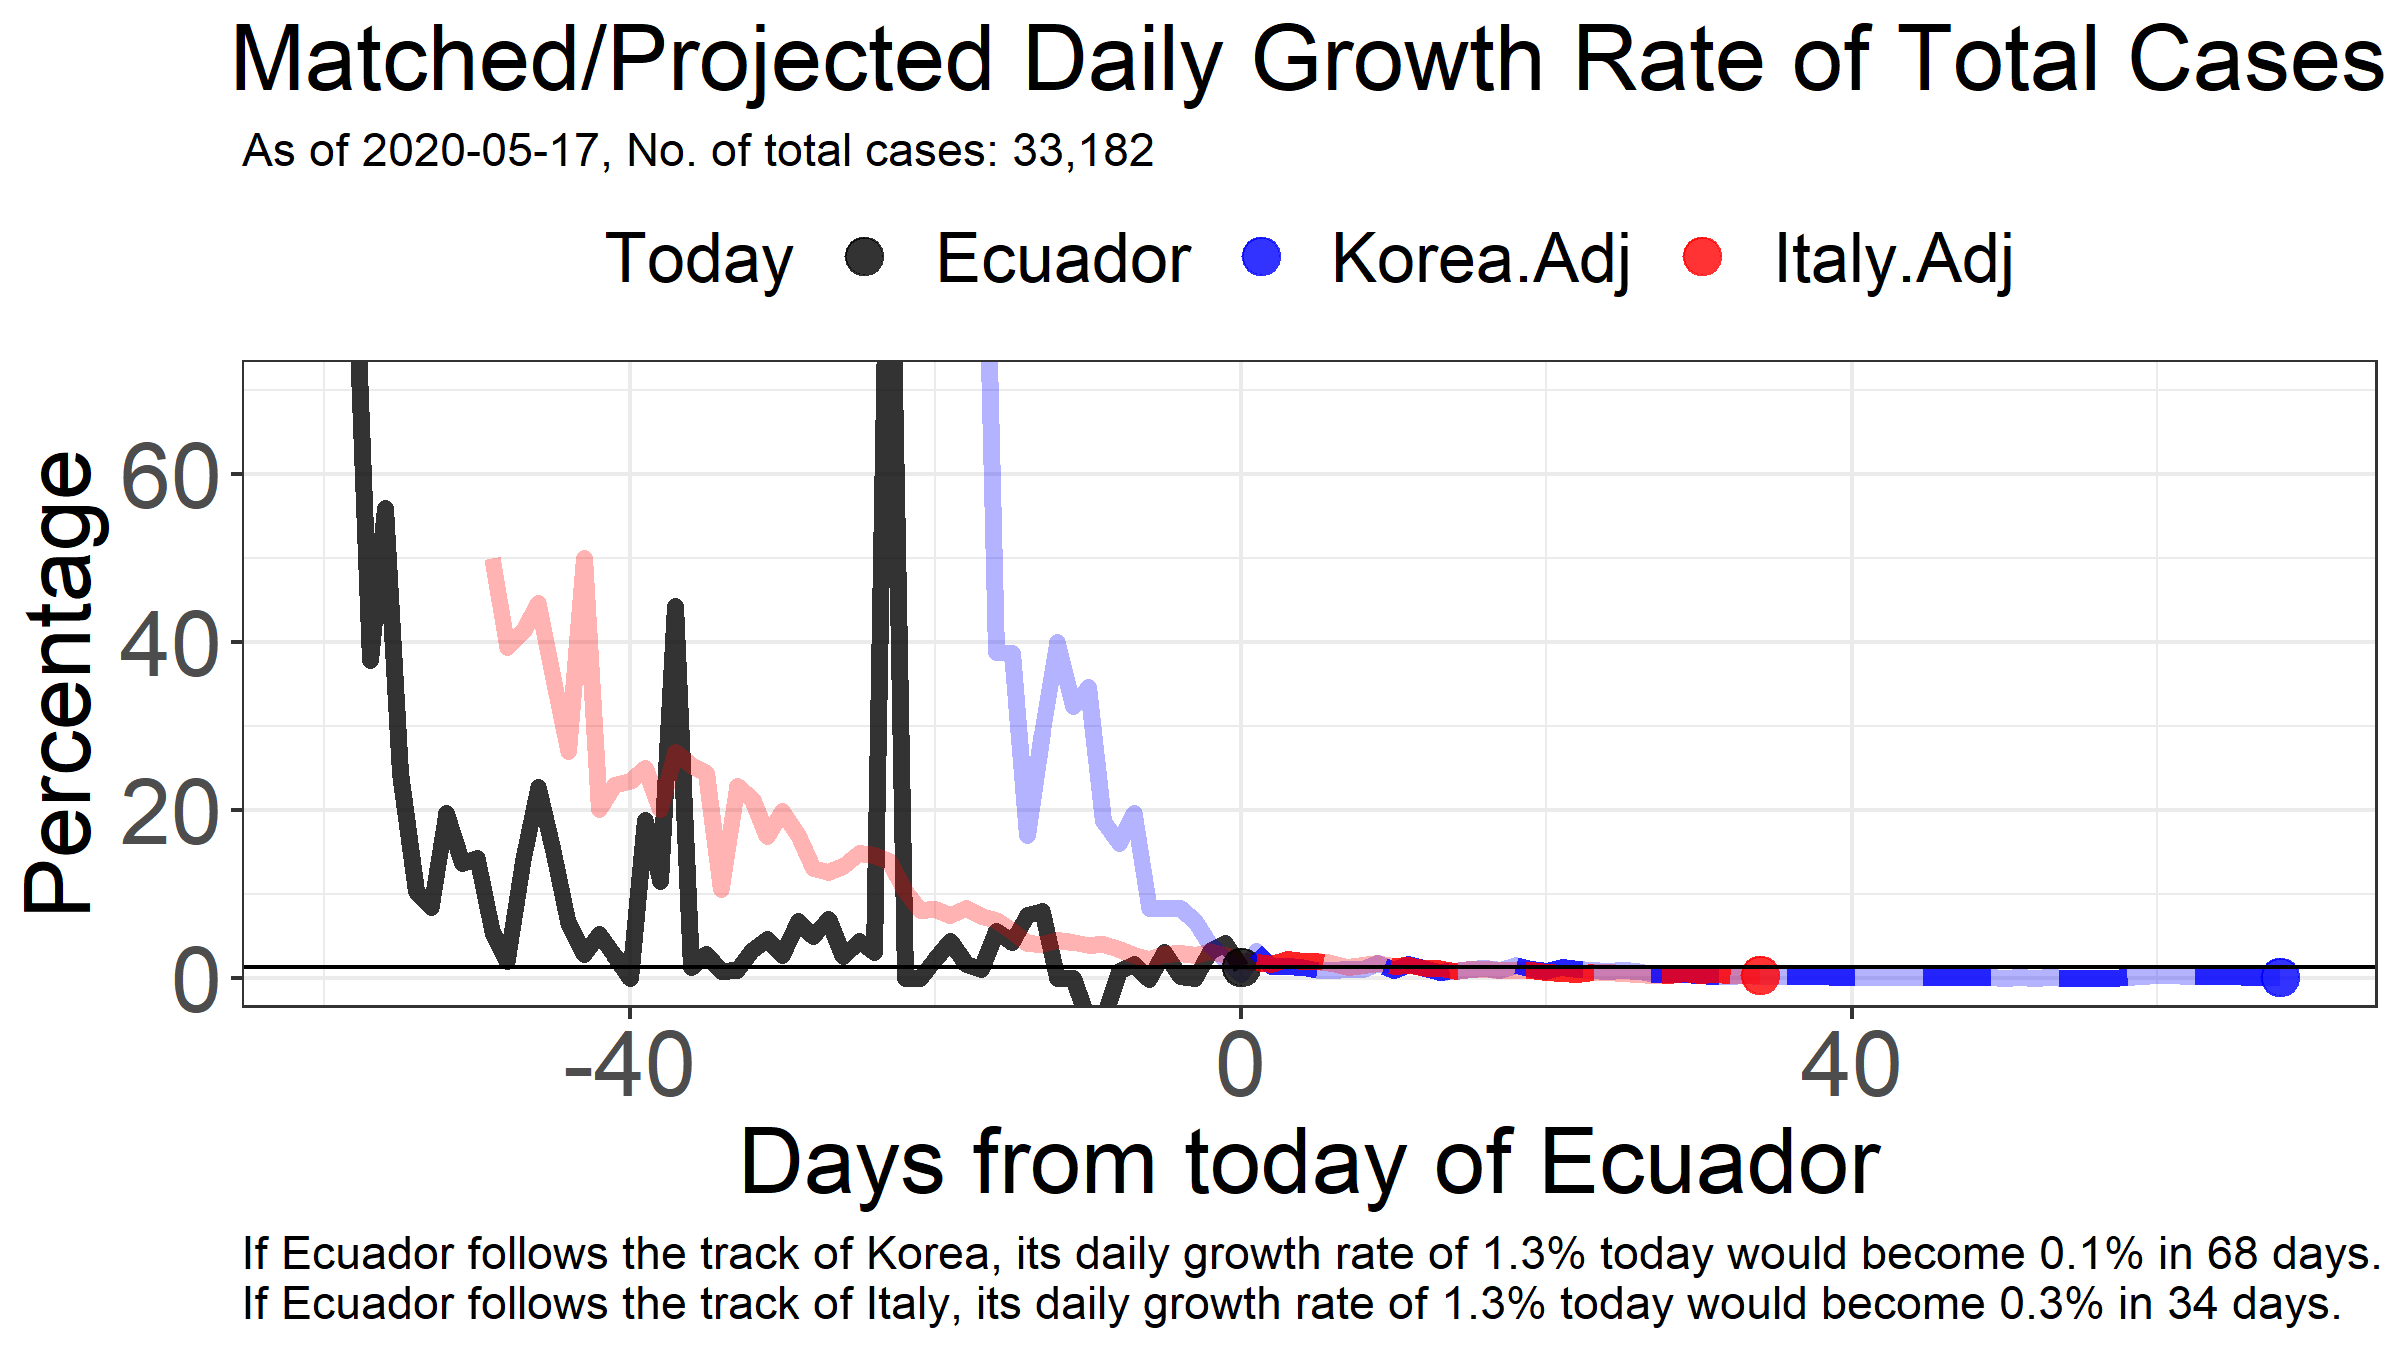 Matched/Projected Daily Growth Rate of Total Cases
As of 2020-05-17, No. of total cases: 33,182
Today Ecuador Korea.Adj Italy.Adj
Percentage
60
40
20
0
-40 0 40
Days from today of Ecuador
If Ecuador follows the track of Korea, its daily growth rate of 1.3% today would become 0.1% in 68 days.
If Ecuador follows the track of Italy, its daily growth rate of 1.3% today would become 0.3% in 34 days.